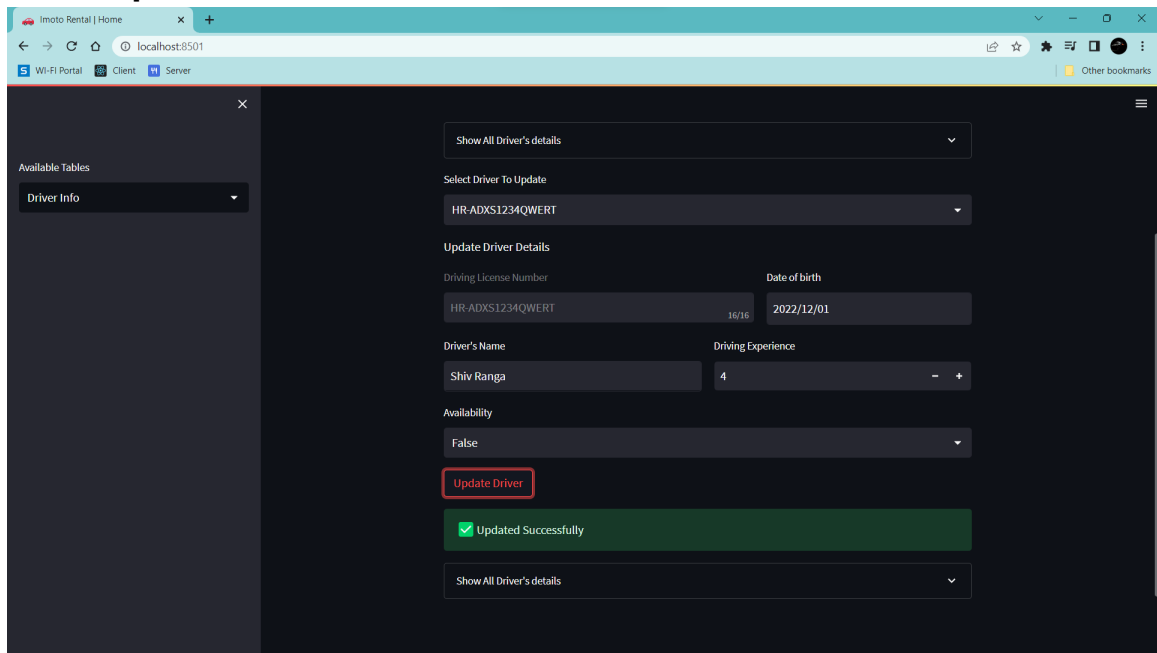 Imoto Rental | Home
localhost:8501
WI-FI Portal Client Server Other bookmarks
Show All Driver's details
Available Tables
Select Driver To Update
Driver Info
HR-ADXS1234QWERT
Update Driver Details
Driving License Number Date of birth
HR-ADXS1234QWERT 16/16 2022/12/01
Driver's Name Driving Experience
Shiv Ranga 4 - +
Availability
False
Update Driver
Updated Successfully
Show All Driver's details